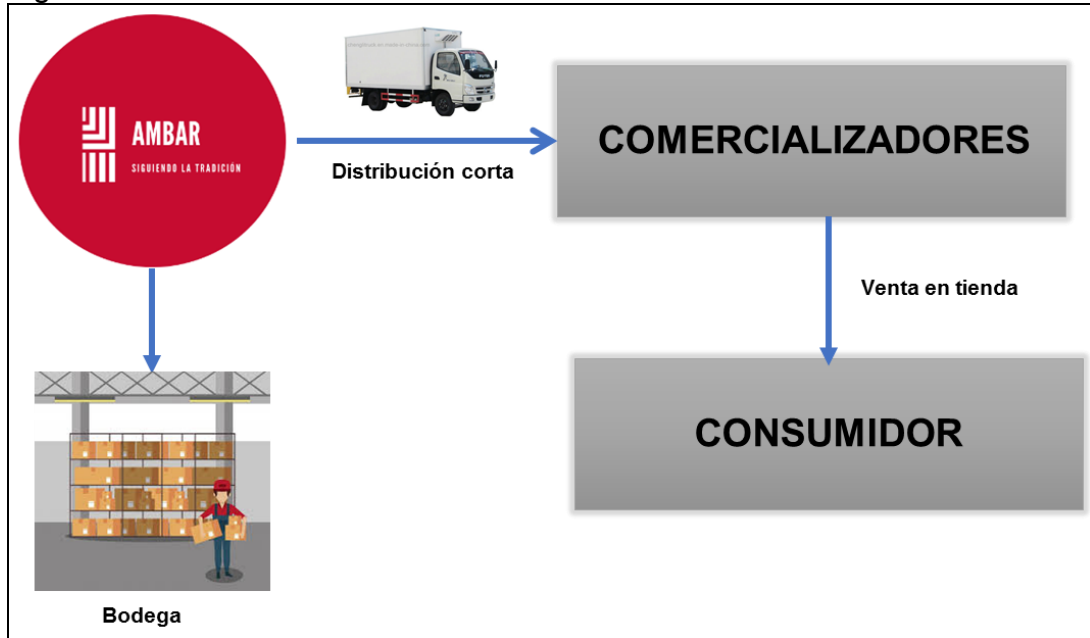 AMBAR
SIGUIENDO LA TRADICIÓN
Distribución corta
COMERCIALIZADORES
Venta en tienda
CONSUMIDOR
Bodega